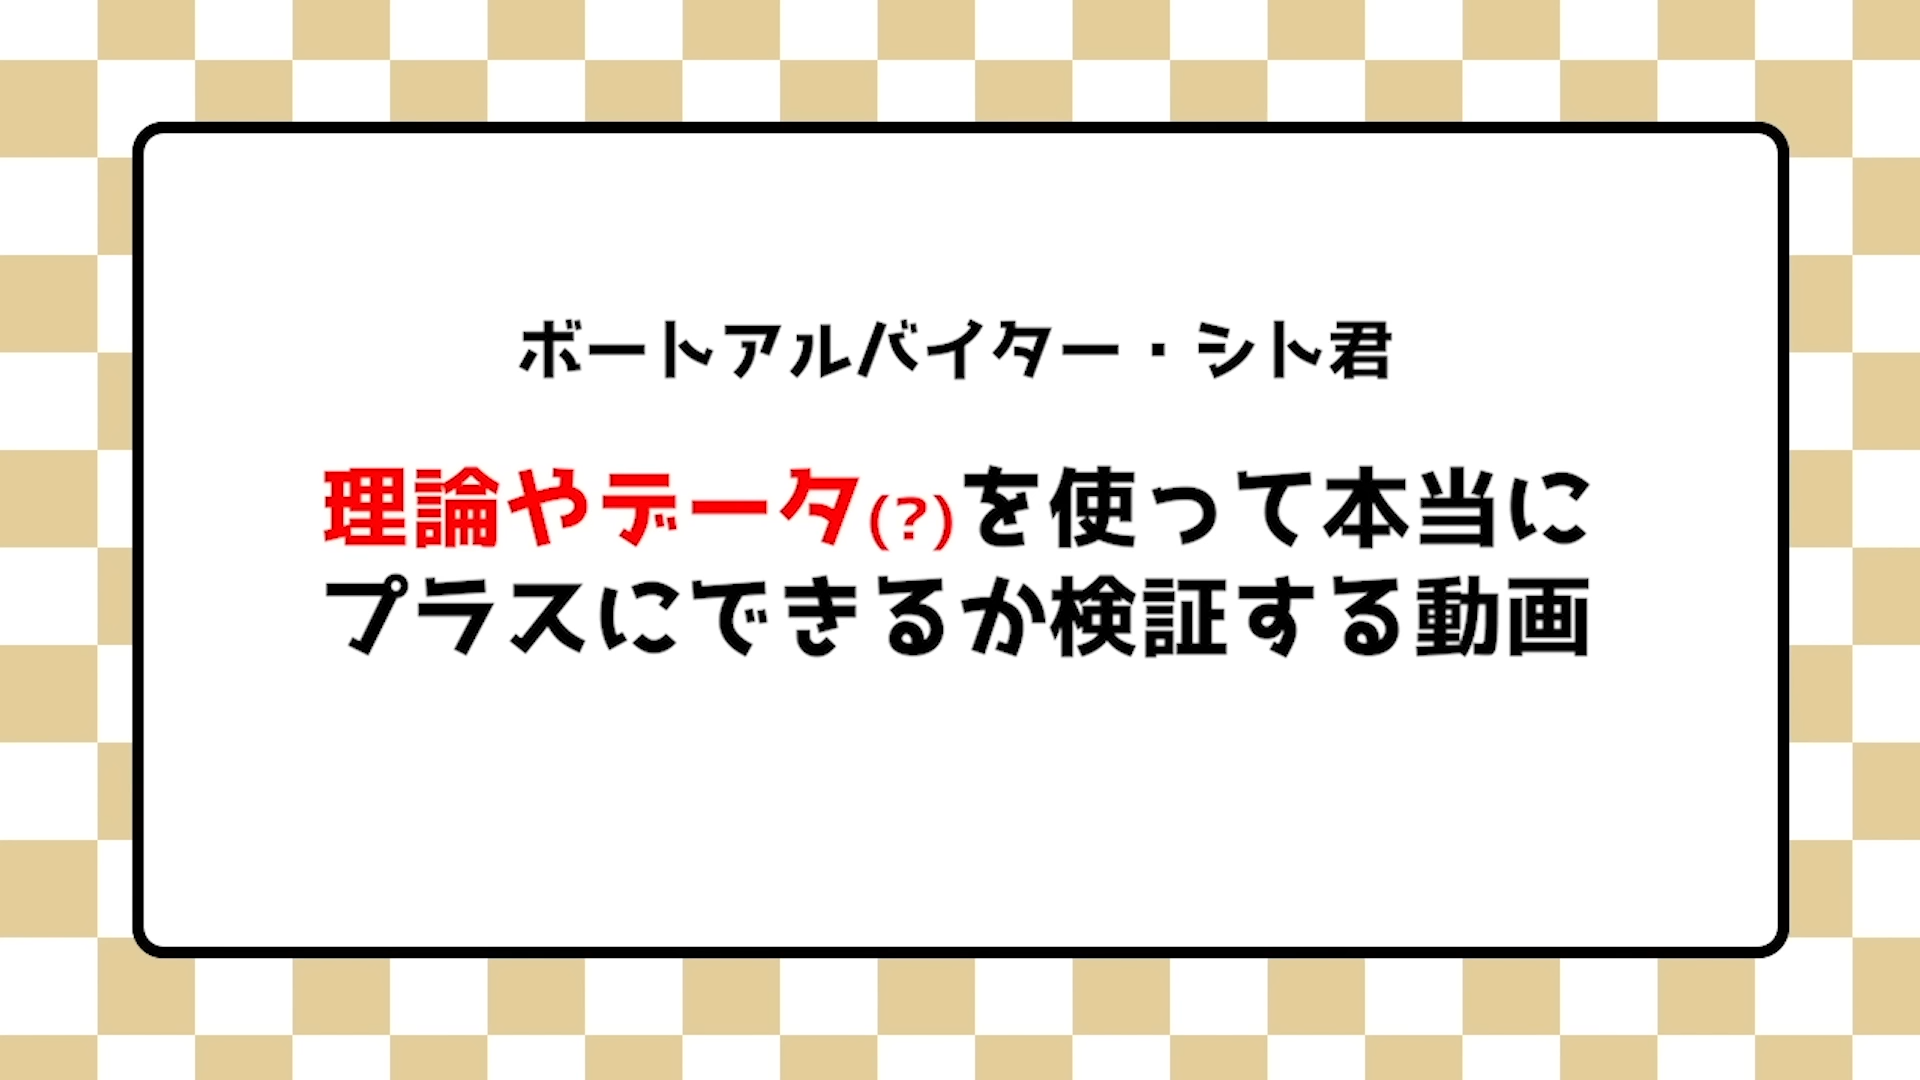 ボートアルバイター・シト君
理論やデータ(?)を使って本当に
プラスにできるか検証する動画